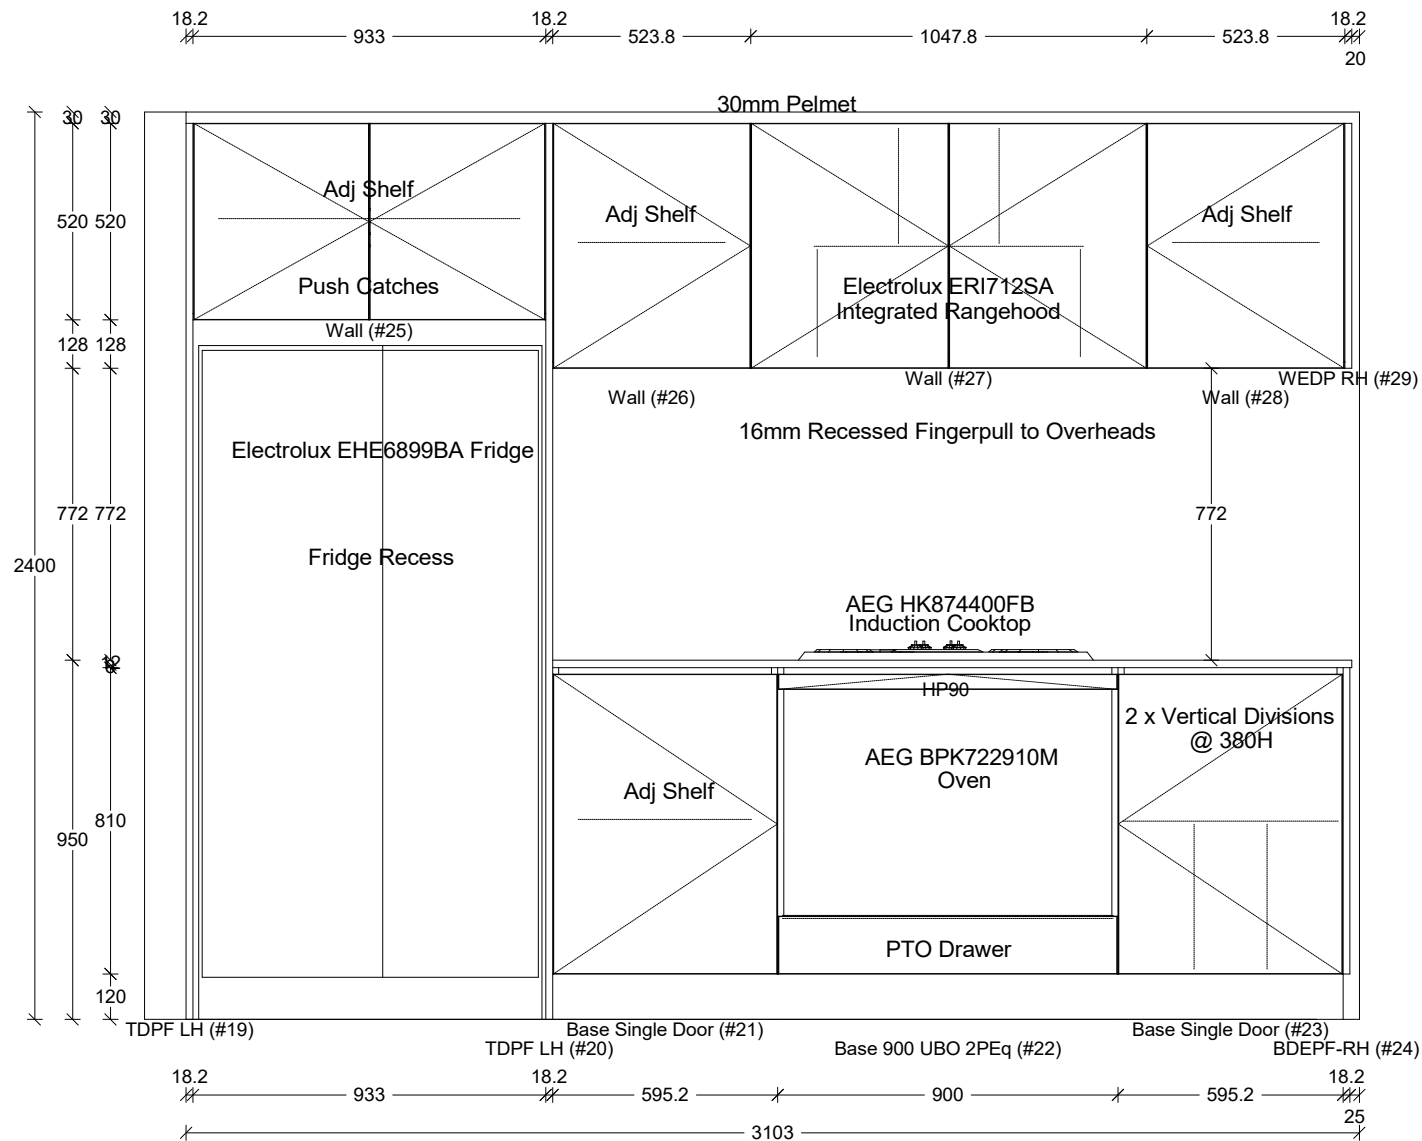 18.2
18.2
18.2
933
523.8
1047.8
523.8
20
30mm Pelmet
30
30
Adj Shelf
Adj Shelf
Adj Shelf
520
520
Push Catches
Electrolux ERI712SA
Integrated Rangehood
Wall (#25)
128
128
Wall (#27)
WEDP RH (#29)
Wall (#26)
Wall (#28)
16mm Recessed Fingerpull to Overheads
Electrolux EHE6899BA Fridge
772
772
772
Fridge Recess
2400
AEG HK874400FB
Induction Cooktop
12
HP90
2 x Vertical Divisions
@ 380H
AEG BPK722910M
Oven
Adj Shelf
810
950
PTO Drawer
120
TDPF LH (#19)
Base Single Door (#21)
Base Single Door (#23)
TDPF LH (#20)
Base 900 UBO 2PEq (#22)
BDEPF-RH (#24)
18.2
18.2
18.2
933
595.2
900
595.2
25
3103